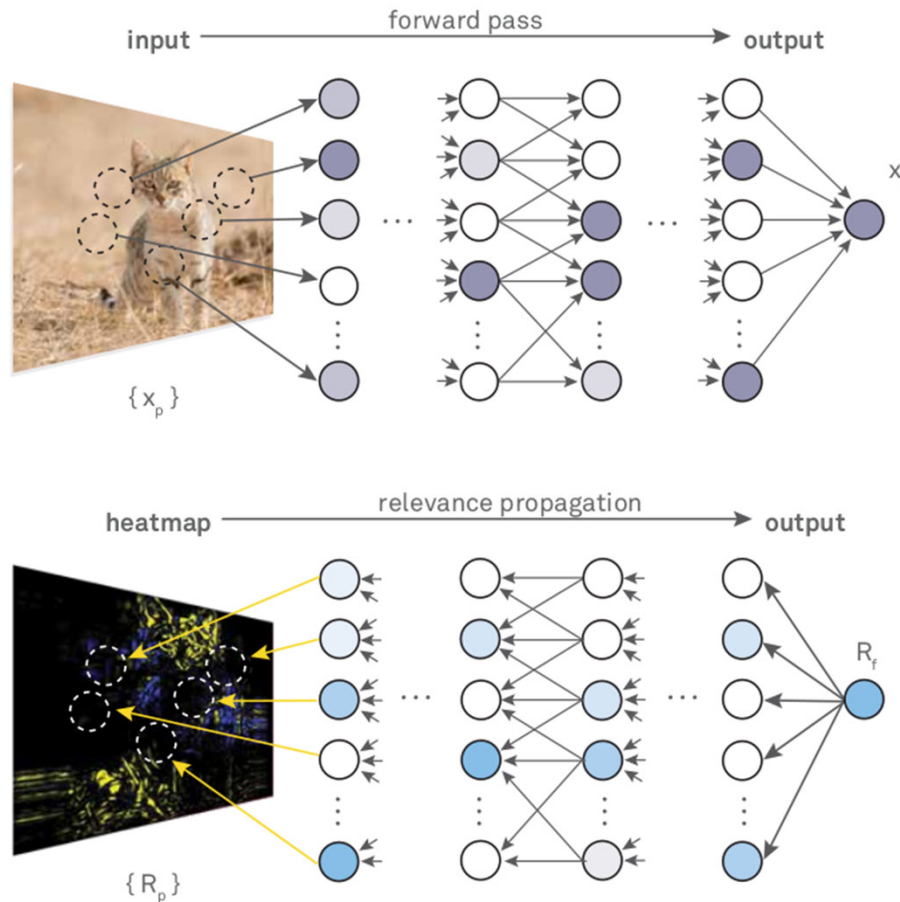 forward pass
input output
x
{ x_p }
relevance propagation
heatmap output
R_f
{ R_p }